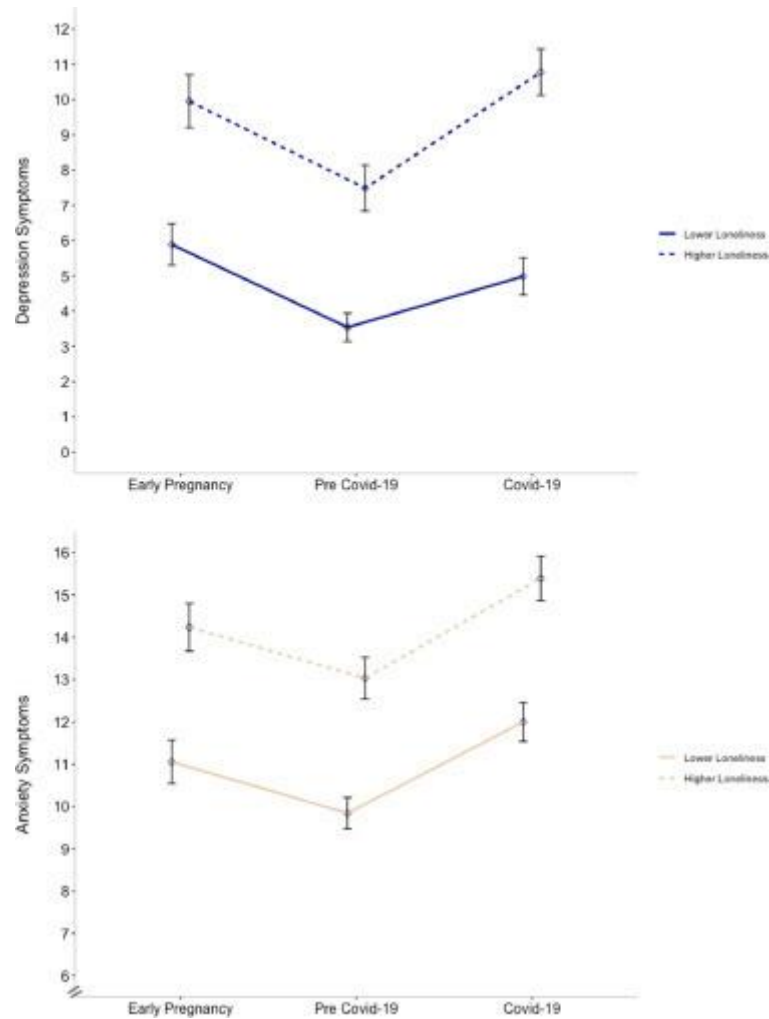 12
11
10
9
8
7
6
5
4
3
2
1
0
Depression Symptoms
Early Pregnancy
Pre Covid-19
Covid-19
Lower Loneliness
Higher Loneliness
16
15
14
13
12
11
10
9
8
7
6
Anxiety Symptoms
Early Pregnancy
Pre Covid-19
Covid-19
Lower Loneliness
Higher Loneliness